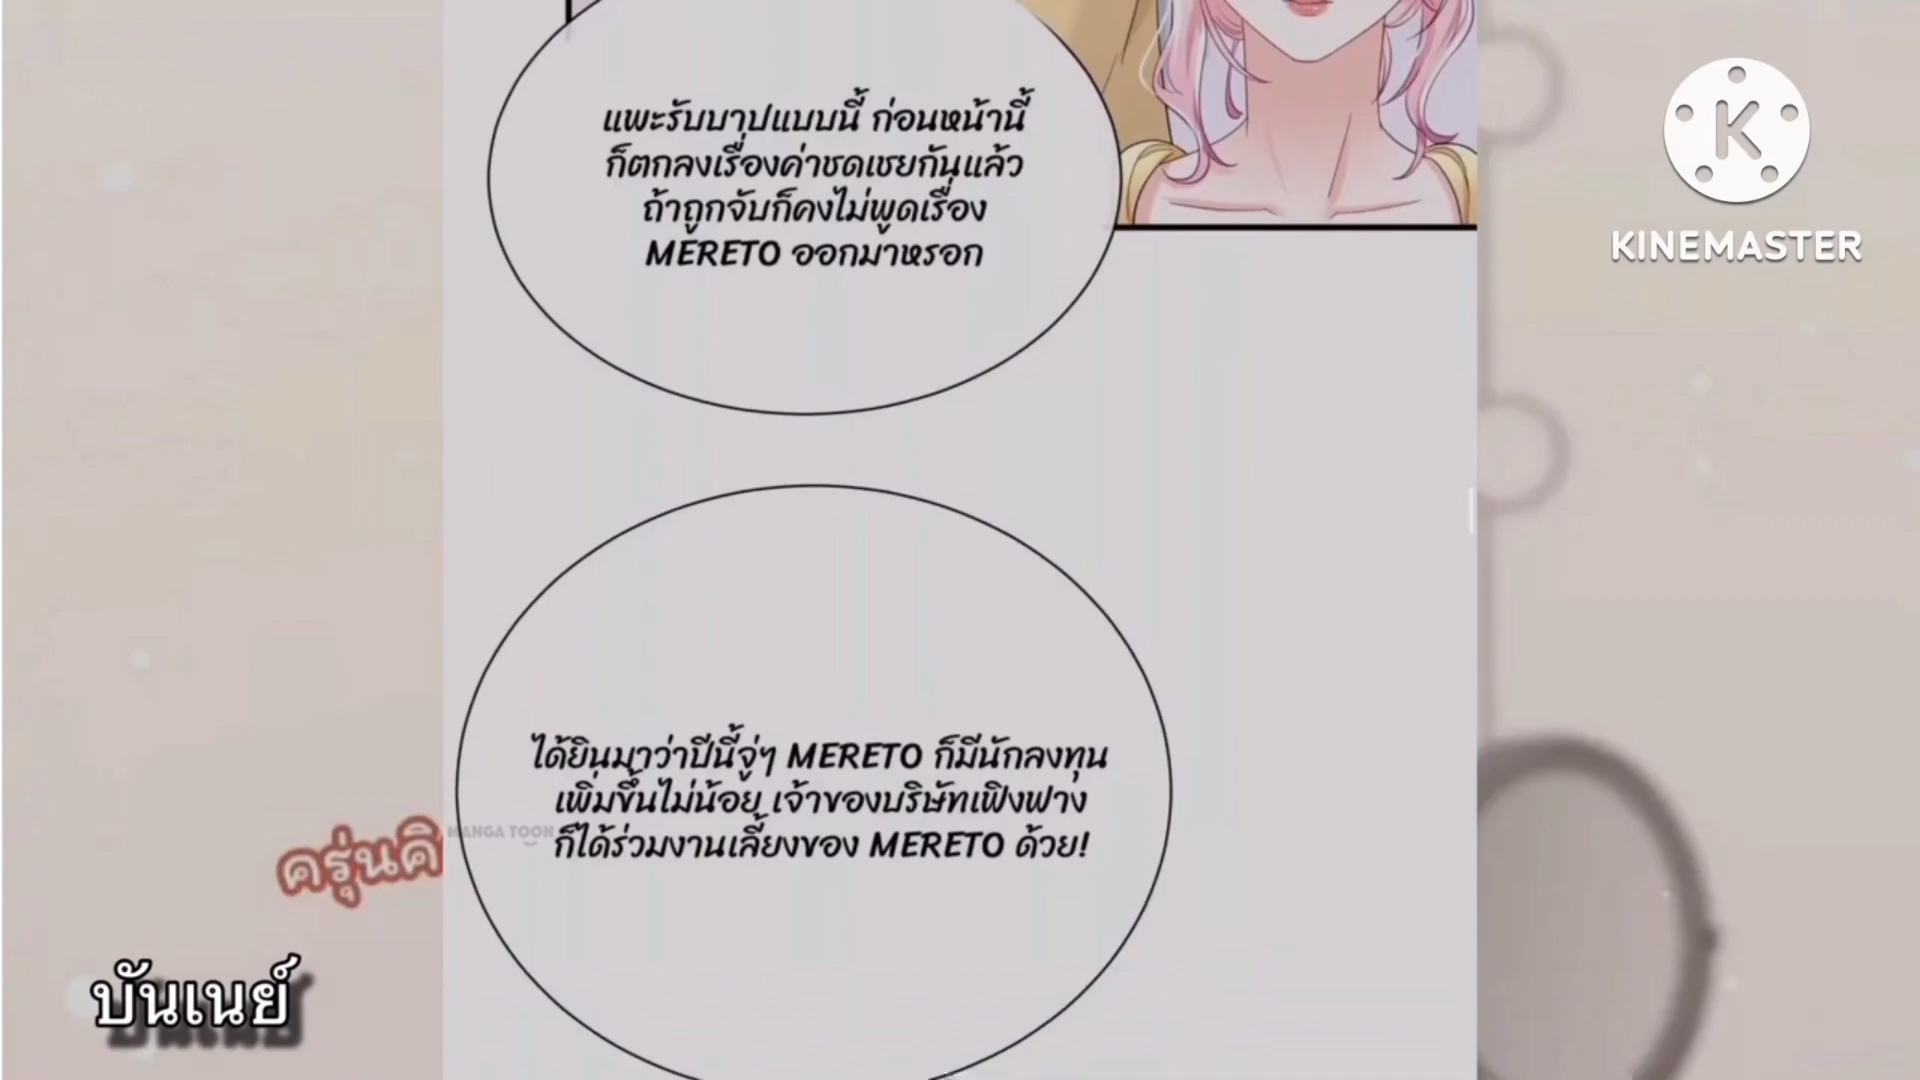 แพะรับบาปแบบนี้ ก่อนหน้านี้
ก็ตกลงเรื่องค่าชดเชยกันแล้ว
ถ้าถูกจับก็คงไม่พูดเรื่อง
MERETO ออกมาหรอก
KINEMASTER
ได้ยินมาว่าปีนี้จู่ๆ MERETO ก็มีนักลงทุน
เพิ่มขึ้นไม่น้อย เจ้าของบริษัทเฟิงฟาง
ก็ได้ร่วมงานเลี้ยงของ MERETO ด้วย!
MANGA TOON
ครุ่นคิ
บันเนย์